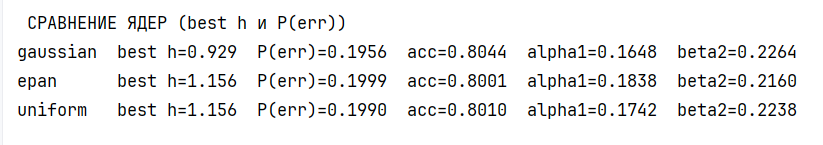 СРАВНЕНИЕ ЯДЕР (best h и P(err))
gaussian best h=0.929 P(err)=0.1956 acc=0.8044 alpha1=0.1648 beta2=0.2264
epan best h=1.156 P(err)=0.1999 acc=0.8001 alpha1=0.1838 beta2=0.2160
uniform best h=1.156 P(err)=0.1990 acc=0.8010 alpha1=0.1742 beta2=0.2238